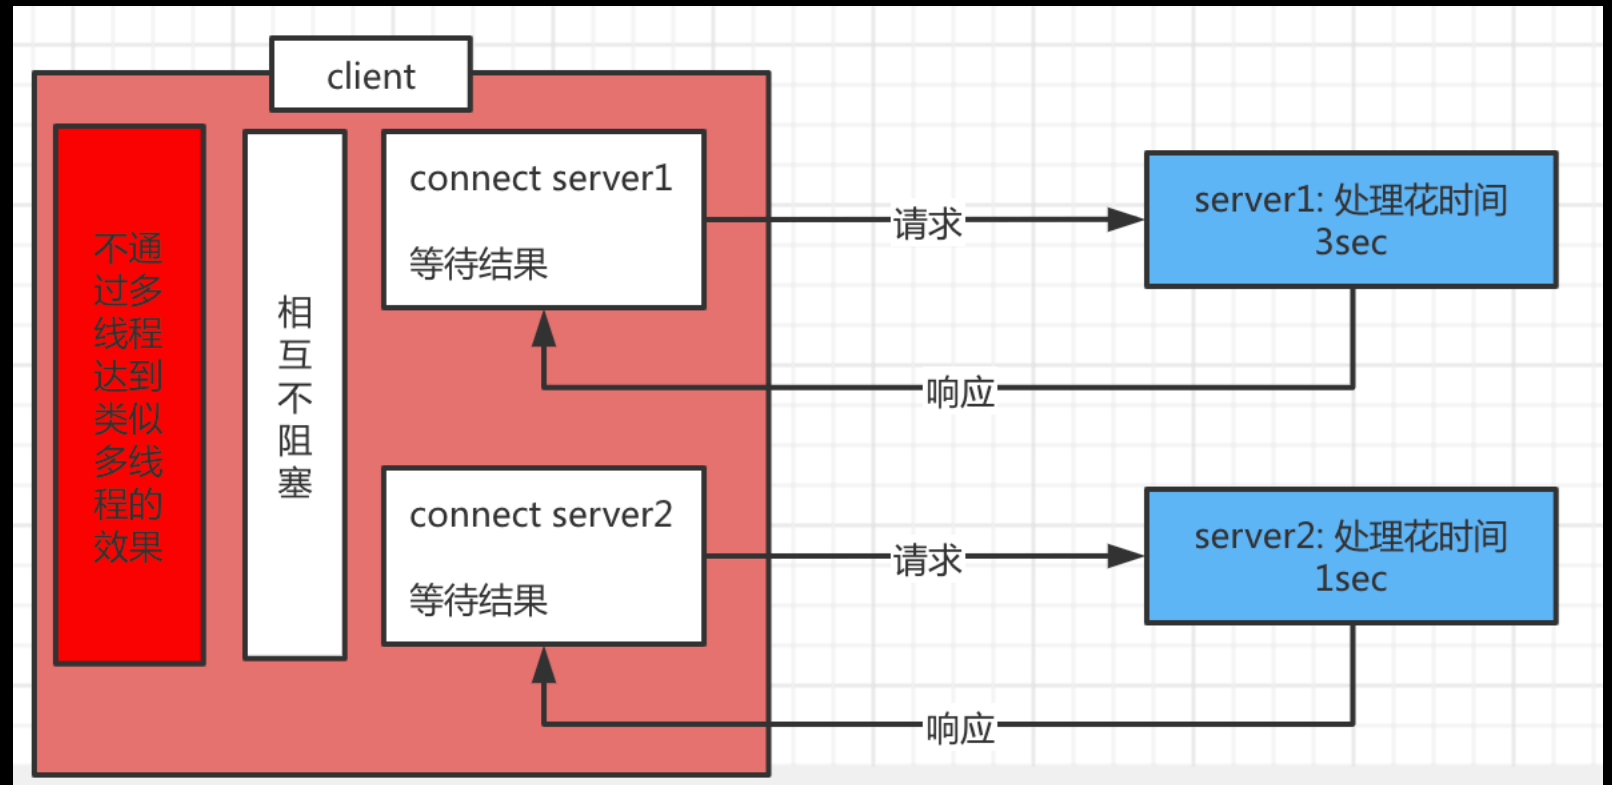 client
不通
过多
线程
达到
类似
多线
程的
效果
相
互
不
阻
塞
connect server1
等待结果
请求
server1: 处理花时间
3sec
响应
connect server2
等待结果
请求
server2: 处理花时间
1sec
响应